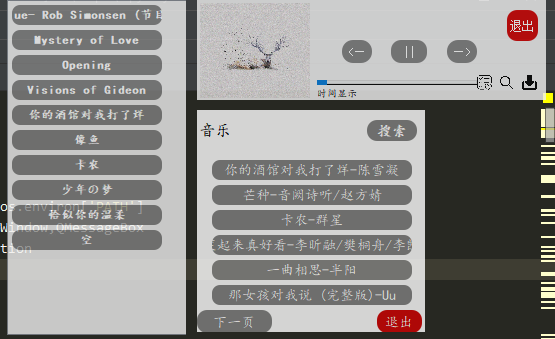 ue- Rob Simonsen (节目
Mystery of Love
Opening
Visions of Gideon
你的酒馆对我打了烊
像鱼
卡农
少年の梦
恰似你的温柔
空
os.environ['PATH']
Window,QMessageBox
tion
退出
<—
||
—>
时间显示
音乐
搜索
你的酒馆对我打了烊-陈雪凝
芒种-音阙诗听/赵方婧
卡农-群星
起来真好看-李昕融/樊桐舟/李凯
一曲相思-半阳
那女孩对我说 (完整版)-Uu
下一页
退出